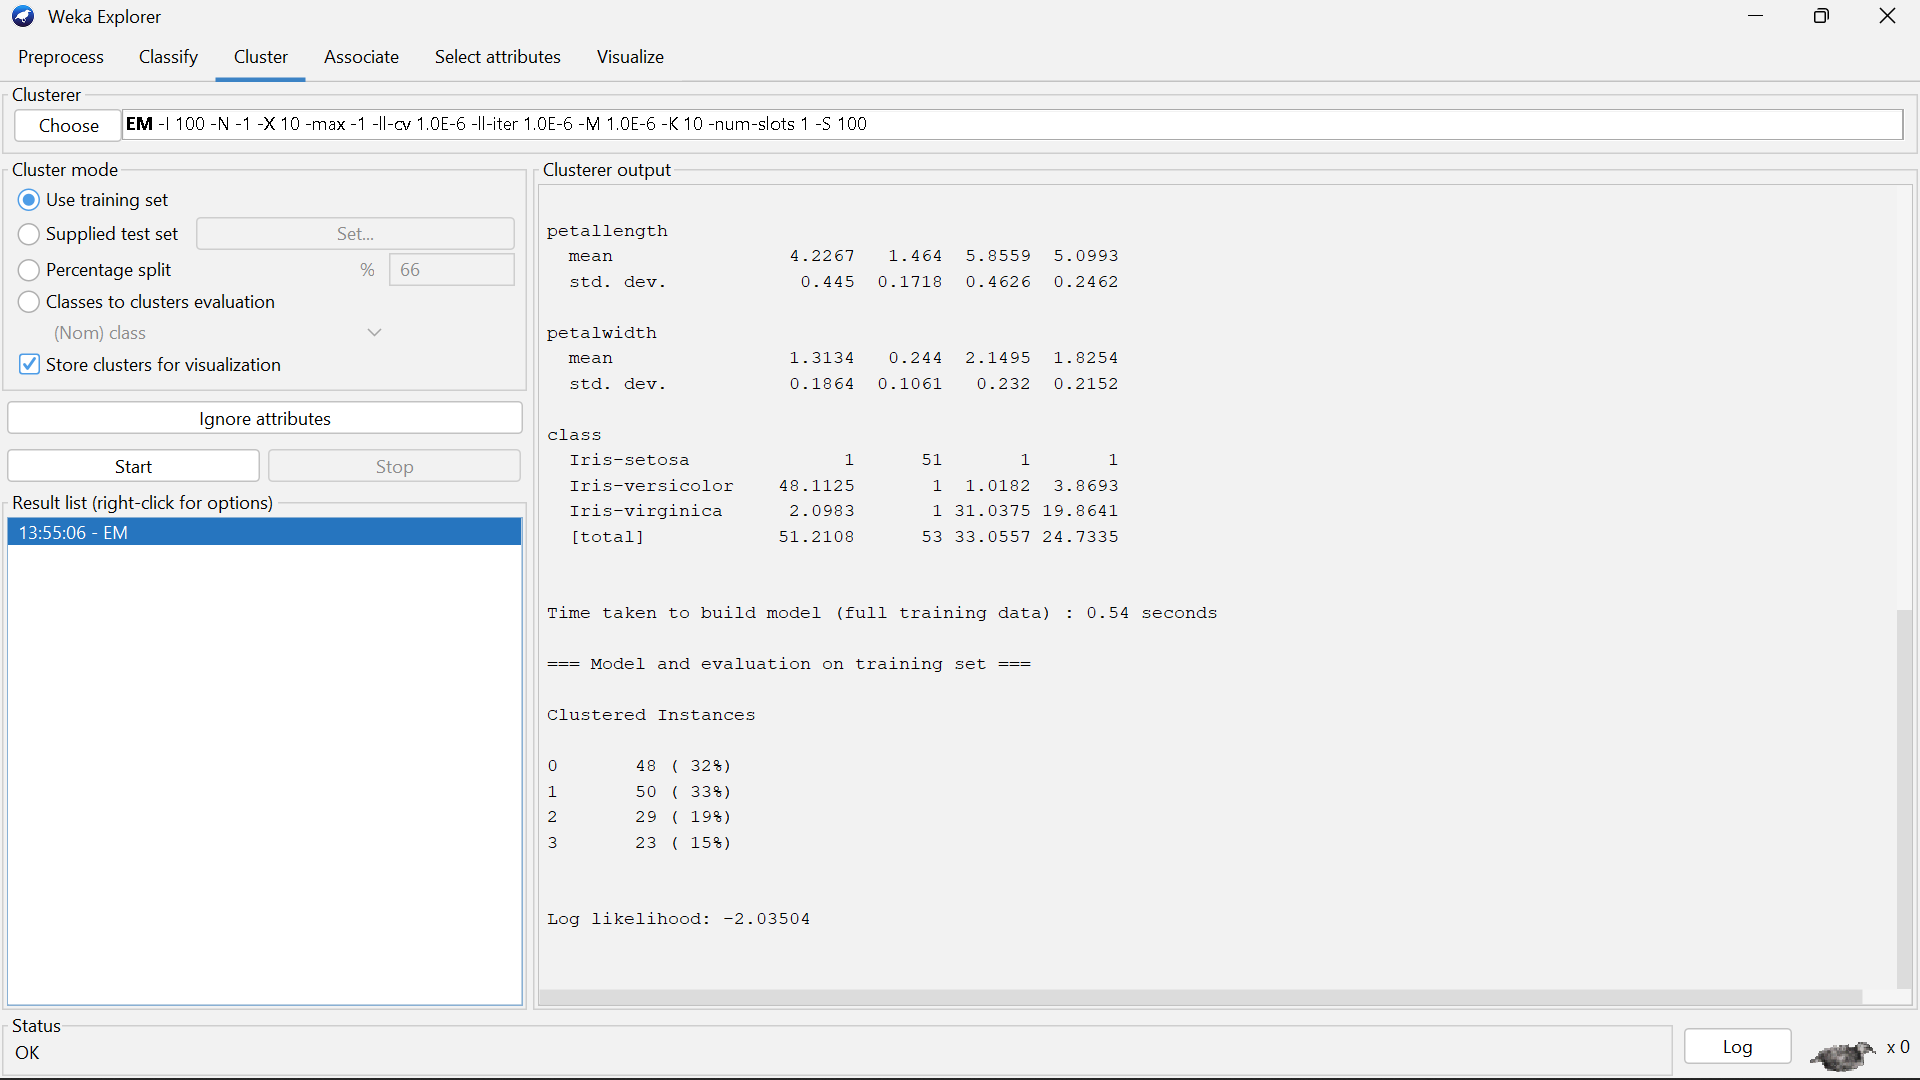 Weka Explorer
Preprocess Classify Cluster Associate Select attributes Visualize
Clusterer
Choose EM -I 100 -N -1 -X 10 -max -1 -ll-cv 1.0E-6 -ll-iter 1.0E-6 -M 1.0E-6 -K 10 -num-slots 1 -S 100
Cluster mode
Use training set
Supplied test set Set...
Percentage split % 66
Classes to clusters evaluation
(Nom) class
Store clusters for visualization
Ignore attributes
Start Stop
Result list (right-click for options)
13:55:06 - EM
Clusterer output
petallength
mean 4.2267 1.464 5.8559 5.0993
std. dev. 0.445 0.1718 0.4626 0.2462
petalwidth
mean 1.3134 0.244 2.1495 1.8254
std. dev. 0.1864 0.1061 0.232 0.2152
class
Iris-setosa 1 51 1 1
Iris-versicolor 48.1125 1 1.0182 3.8693
Iris-virginica 2.0983 1 31.0375 19.8641
[total] 51.2108 53 33.0557 24.7335
Time taken to build model (full training data) : 0.54 seconds
=== Model and evaluation on training set ===
Clustered Instances
0 48 ( 32%)
1 50 ( 33%)
2 29 ( 19%)
3 23 ( 15%)
Log likelihood: -2.03504
Status
OK
Log x 0